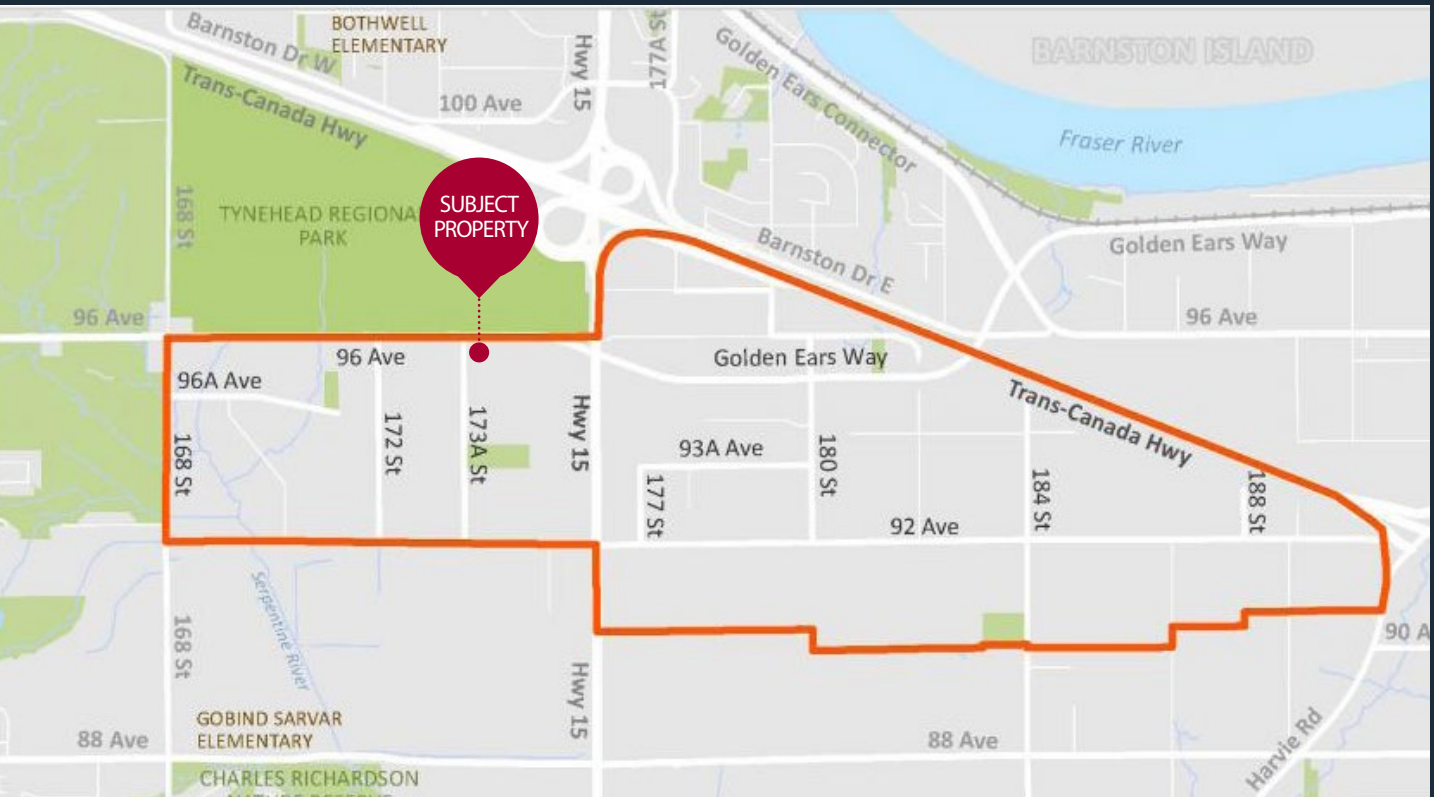 BOTHWELL
ELEMENTARY
Barnston Dr W
Hwy 15
177A St
Golden Ears Connector
BARNSTON ISLAND
Trans-Canada Hwy
100 Ave
Fraser River
168 St
TYNEHEAD REGIONA
PARK
SUBJECT
PROPERTY
Barnston Dr E
Golden Ears Way
96 Ave
96 Ave
96 Ave
Golden Ears Way
96A Ave
Trans-Canada Hwy
168 St
172 St
173A St
Hwy 15
93A Ave
177 St
180 St
184 St
188 St
92 Ave
Serpentine River
168 St
Hwy 15
90 A
GOBIND SARVAR
ELEMENTARY
88 Ave
88 Ave
Harvie Rd
CHARLES RICHARDSON